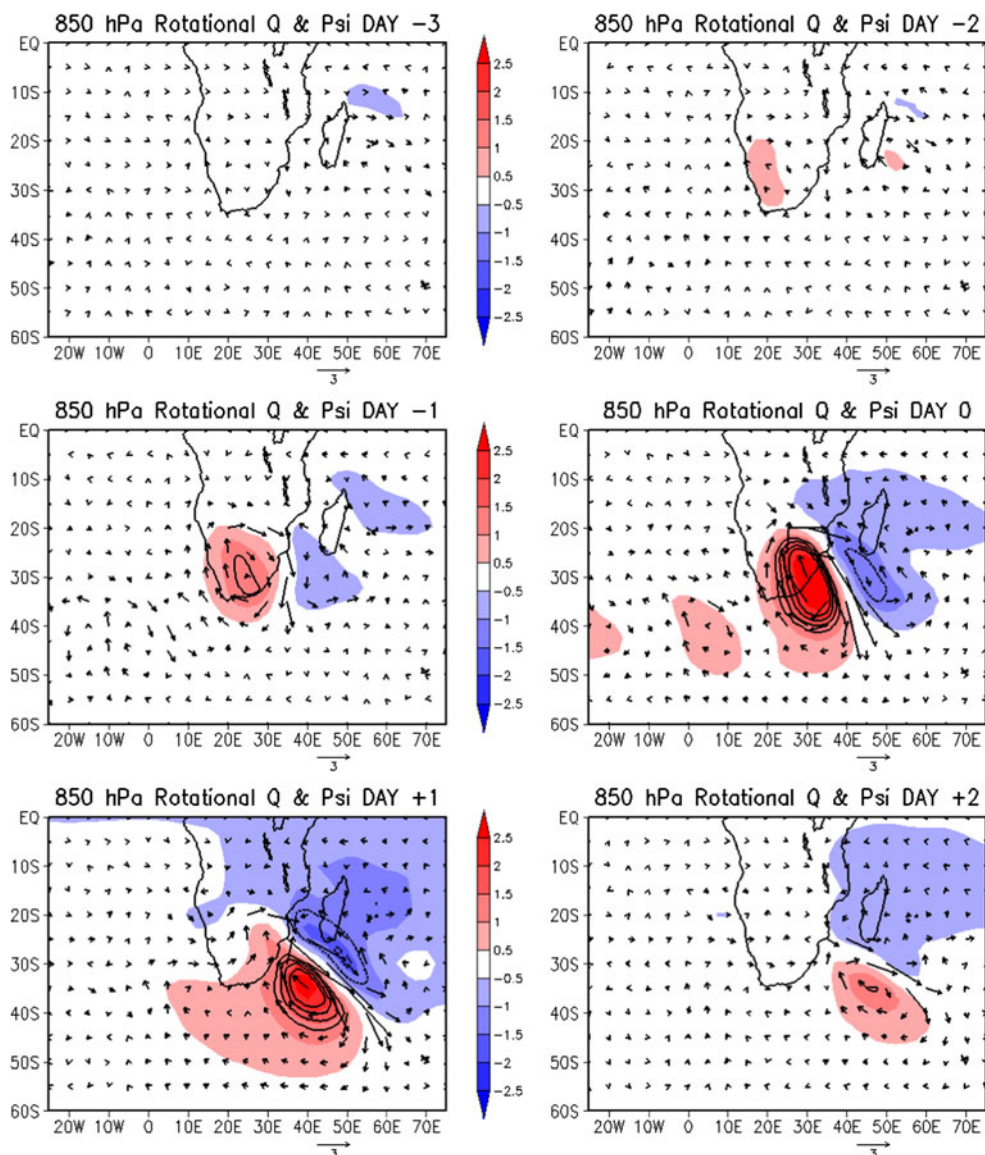 850 hPa Rotational Q & Psi DAY −3
850 hPa Rotational Q & Psi DAY −2
EQ
10S
20S
30S
40S
50S
60S
20W 10W 0 10E 20E 30E 40E 50E 60E 70E
3
2.5
2
1.5
1
0.5
−0.5
−1
−1.5
−2
−2.5
EQ
10S
20S
30S
40S
50S
60S
20W 10W 0 10E 20E 30E 40E 50E 60E 70E
3
850 hPa Rotational Q & Psi DAY −1
850 hPa Rotational Q & Psi DAY 0
EQ
10S
20S
30S
40S
50S
60S
20W 10W 0 10E 20E 30E 40E 50E 60E 70E
3
2.5
2
1.5
1
0.5
−0.5
−1
−1.5
−2
−2.5
EQ
10S
20S
30S
40S
50S
60S
20W 10W 0 10E 20E 30E 40E 50E 60E 70E
3
850 hPa Rotational Q & Psi DAY +1
850 hPa Rotational Q & Psi DAY +2
EQ
10S
20S
30S
40S
50S
60S
20W 10W 0 10E 20E 30E 40E 50E 60E 70E
3
2.5
2
1.5
1
0.5
−0.5
−1
−1.5
−2
−2.5
EQ
10S
20S
30S
40S
50S
60S
20W 10W 0 10E 20E 30E 40E 50E 60E 70E
3